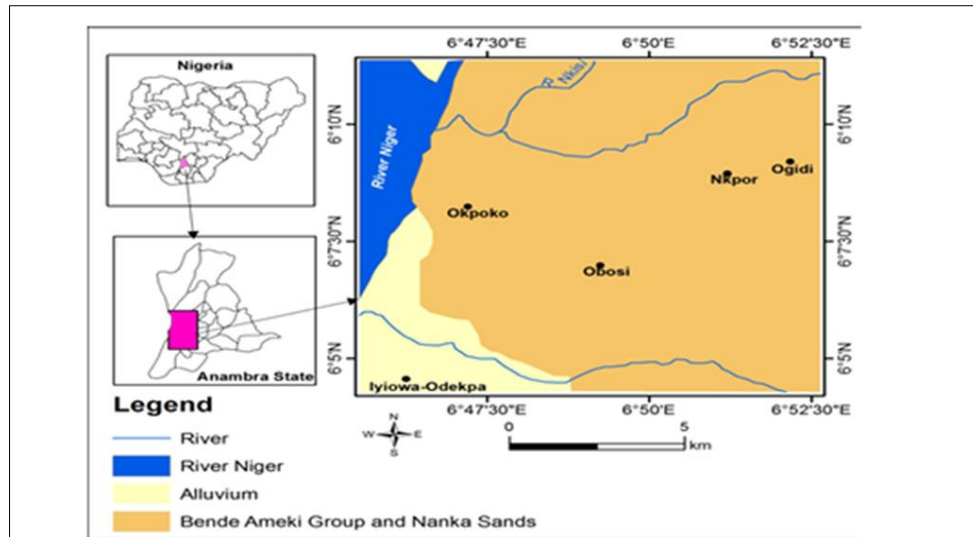 Nigeria
Anambra State
6°47'30"E 6°50'E 6°52'30"E
6°10'N 6°10'N
6°7'30"N 6°7'30"N
6°5'N 6°5'N
R Nkisi
River Niger
Ogidi
Nkpor
Okpoko
Obosi
Iyiowa-Odekpa
6°47'30"E 6°50'E 6°52'30"E
N
W E
S
0 5
km
Legend
River
River Niger
Alluvium
Bende Ameki Group and Nanka Sands